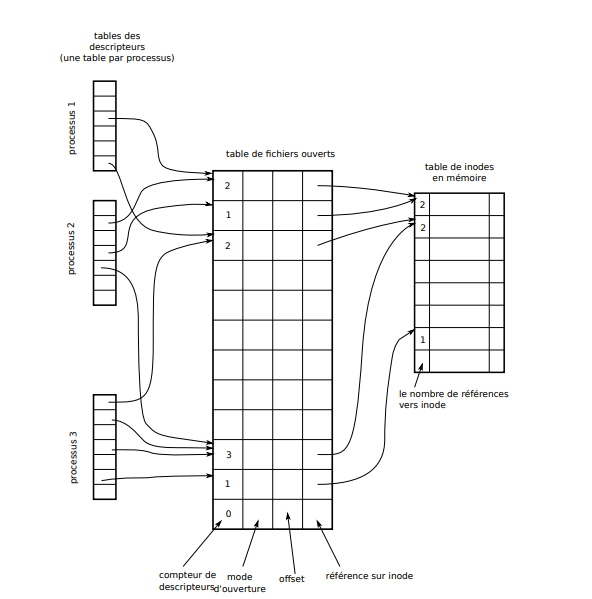 tables des
descripteurs
(une table par processus)
processus 1
table de fichiers ouverts
table de inodes
en mémoire
2
1
2
2
2
processus 2
1
le nombre de références
vers inode
processus 3
3
1
0
compteur de
descripteurs
mode
d'ouverture
offset
référence sur inode